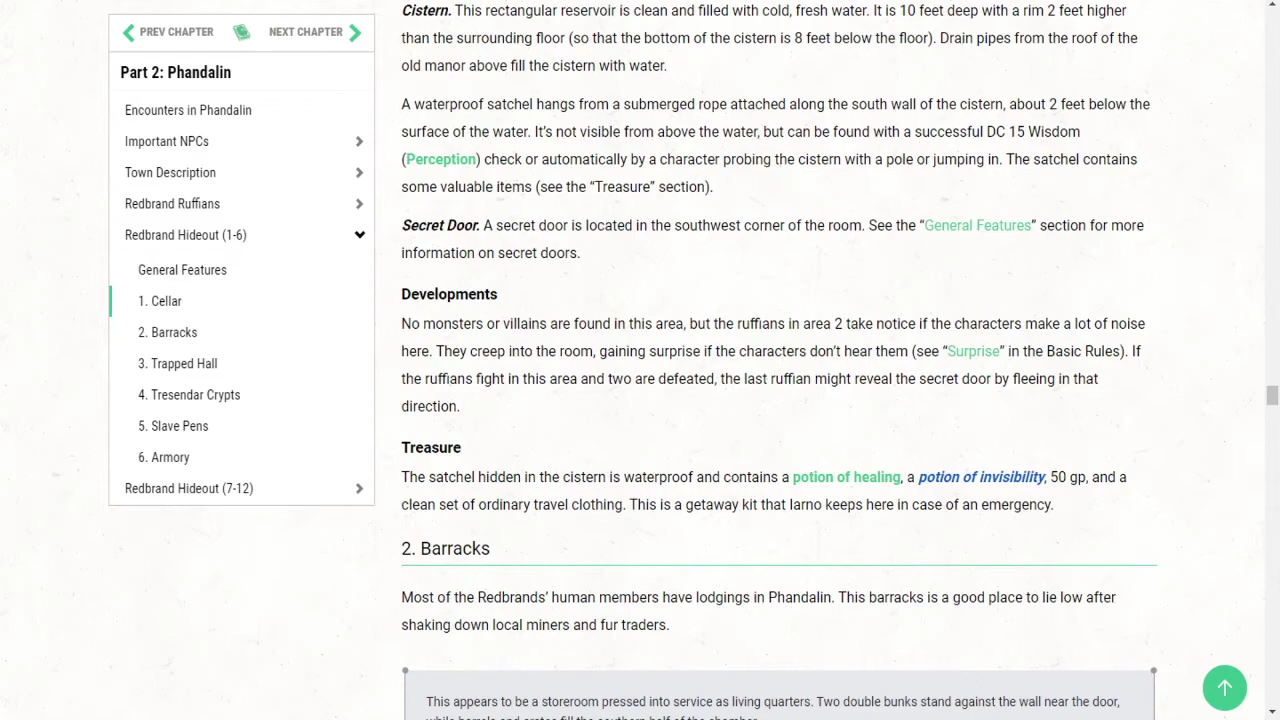 PREV CHAPTER
NEXT CHAPTER
Part 2: Phandalin
Encounters in Phandalin
Important NPCs
Town Description
Redbrand Ruffians
Redbrand Hideout (1-6)
General Features
1. Cellar
2. Barracks
3. Trapped Hall
4. Tresendar Crypts
5. Slave Pens
6. Armory
Redbrand Hideout (7-12)
Cistern. This rectangular reservoir is clean and filled with cold, fresh water. It is 10 feet deep with a rim 2 feet higher
than the surrounding floor (so that the bottom of the cistern is 8 feet below the floor). Drain pipes from the roof of the
old manor above fill the cistern with water.
A waterproof satchel hangs from a submerged rope attached along the south wall of the cistern, about 2 feet below the
surface of the water. It’s not visible from above the water, but can be found with a successful DC 15 Wisdom
(Perception) check or automatically by a character probing the cistern with a pole or jumping in. The satchel contains
some valuable items (see the “Treasure” section).
Secret Door. A secret door is located in the southwest corner of the room. See the “General Features” section for more
information on secret doors.
Developments
No monsters or villains are found in this area, but the ruffians in area 2 take notice if the characters make a lot of noise
here. They creep into the room, gaining surprise if the characters don’t hear them (see “Surprise” in the Basic Rules). If
the ruffians fight in this area and two are defeated, the last ruffian might reveal the secret door by fleeing in that
direction.
Treasure
The satchel hidden in the cistern is waterproof and contains a potion of healing, a potion of invisibility, 50 gp, and a
clean set of ordinary travel clothing. This is a getaway kit that Iarno keeps here in case of an emergency.
2. Barracks
Most of the Redbrands’ human members have lodgings in Phandalin. This barracks is a good place to lie low after
shaking down local miners and fur traders.
This appears to be a storeroom pressed into service as living quarters. Two double bunks stand against the wall near the door,
while barrels and crates fill the southern half of the chamber.